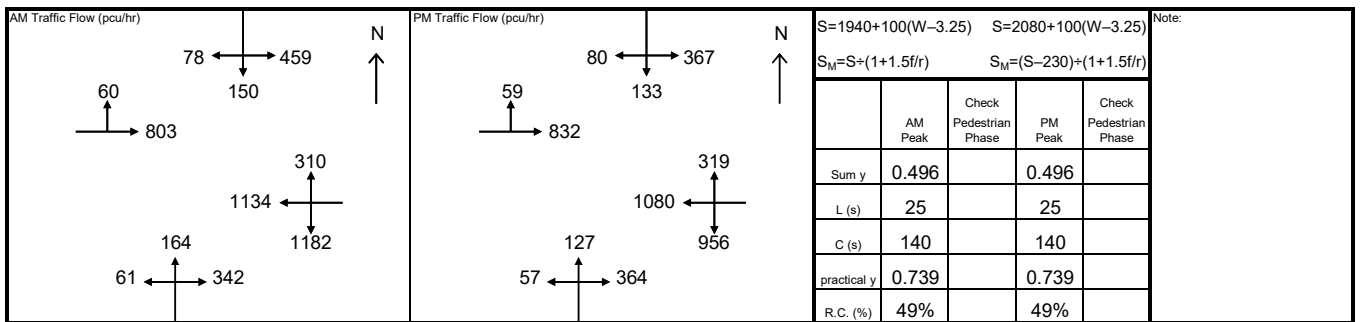 AM Traffic Flow (pcu/hr)
N
78 459
150
60
803
310
1134
1182
164
61 342
PM Traffic Flow (pcu/hr)
N
80 367
133
59
832
319
1080
956
127
57 364
S=1940+100(W–3.25) S=2080+100(W–3.25)
SM=S÷(1+1.5f/r) SM=(S–230)÷(1+1.5f/r)
AM Peak Check Pedestrian Phase PM Peak Check Pedestrian Phase
Sum y 0.496 0.496
L (s) 25 25
C (s) 140 140
practical y 0.739 0.739
R.C. (%) 49% 49%
Note: